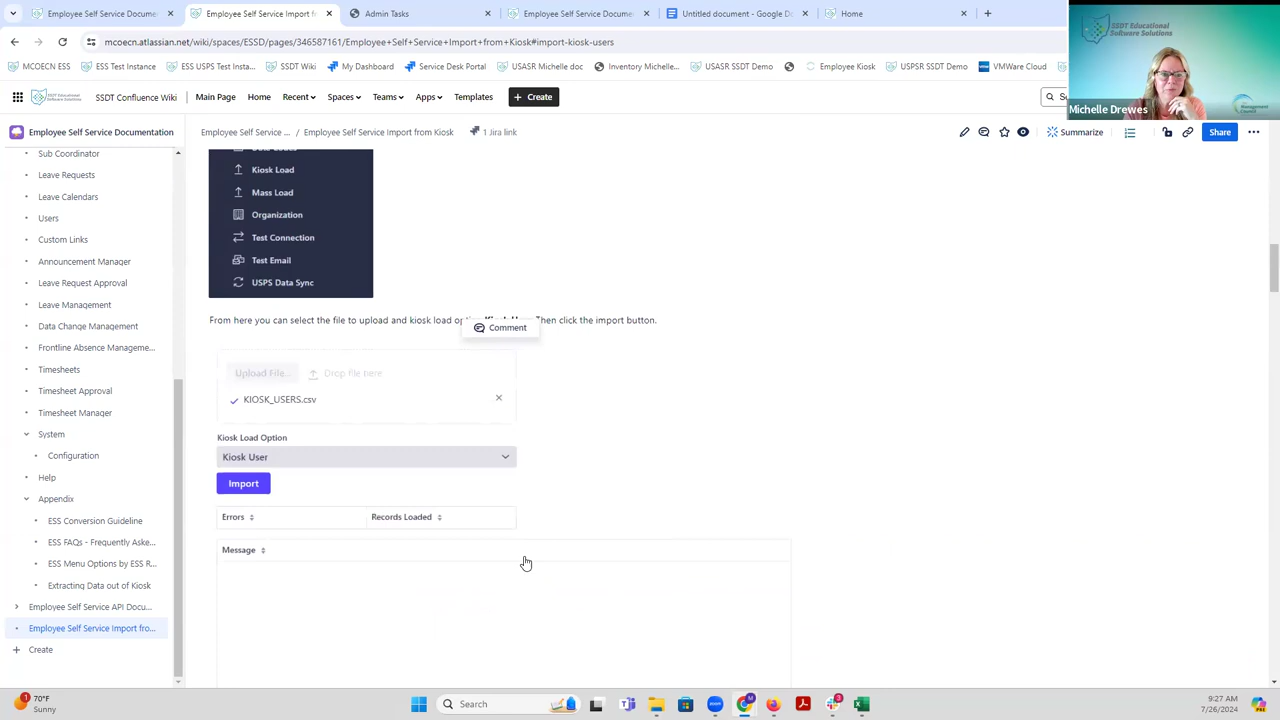 Employee Self Service Docume
Employee Self Service Import fr
Admin Tasks
Employee Self Service Docume
Untitled document - Google D
Home
mcoecn.atlassian.net/wiki/spaces/ESSD/pages/346587161/Employee+Self+Service+Import+from+Kiosk#import-kiosk-users
MCOECN ESS
ESS Test Instance
ESS USPS Test Insta...
SSDT Wiki
My Dashboard
Service Desk Portal
USASR Michelle doc
Inventory Michelle...
USASR SSDT Demo
Employee Kiosk
USPSR SSDT Demo
VMWare Cloud
SSDT Educational
Software Solutions
Management
Council
Michelle Drewes
SSDT Confluence Wiki
Main Page
Home
Recent
Spaces
Teams
Apps
Templates
+ Create
Employee Self Service Documentation
Employee Self Service ... / Employee Self Service Import from Kiosk
1 Jira link
Summarize
Share
Sub Coordinator
Leave Requests
Leave Calendars
Users
Custom Links
Announcement Manager
Leave Request Approval
Leave Management
Data Change Management
Frontline Absence Manageme...
Timesheets
Timesheet Approval
Timesheet Manager
System
Configuration
Help
Appendix
ESS Conversion Guideline
ESS FAQs - Frequently Aske...
ESS Menu Options by ESS R...
Extracting Data out of Kiosk
Employee Self Service API Docu...
Employee Self Service Import fro...
Create
Kiosk Load
Mass Load
Organization
Test Connection
Test Email
USPS Data Sync
From here you can select the file to upload and kiosk load Then click the import button.
Comment
Upload File... Drop file here
KIOSK_USERS.csv
Kiosk Load Option
Kiosk User
Import
Errors
Records Loaded
Message
70°F
Sunny
1
Search
3
9:27 AM
7/26/2024